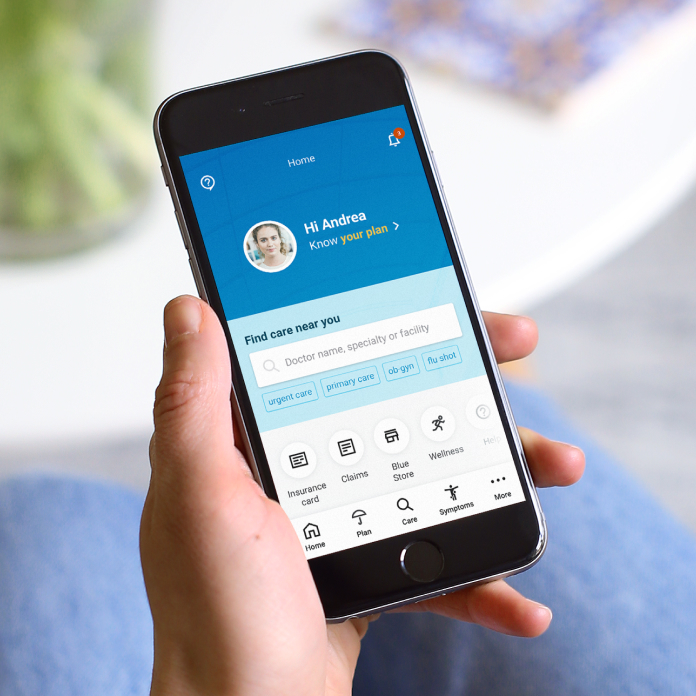 Home
3
Hi Andrea
Know your plan
Find care near you
Doctor name, specialty or facility
urgent care
primary care
ob-gyn
flu shot
Insurance
card
Claims
Blue
Store
Wellness
Help
Home
Plan
Care
Symptoms
More